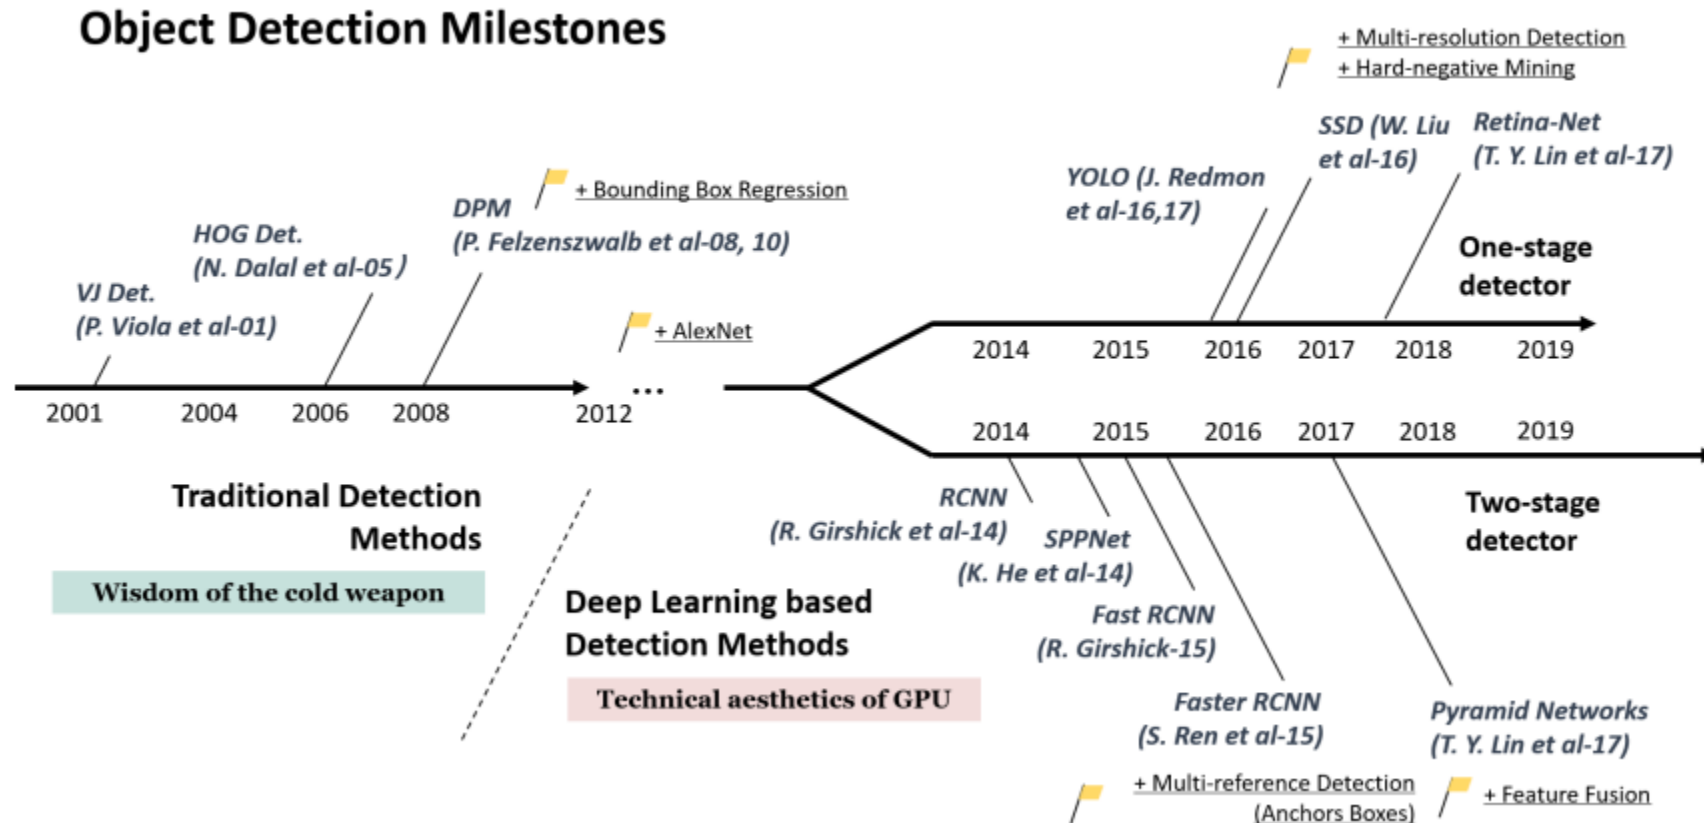 Object Detection Milestones
+ Multi-resolution Detection
+ Hard-negative Mining
SSD (W. Liu
et al-16)
Retina-Net
(T. Y. Lin et al-17)
YOLO (J. Redmon
et al-16,17)
+ Bounding Box Regression
DPM
(P. Felzenszwalb et al-08, 10)
HOG Det.
(N. Dalal et al-05)
VJ Det.
(P. Viola et al-01)
+ AlexNet
One-stage
detector
2014 2015 2016 2017 2018 2019
...
2001 2004 2006 2008 2012
2014 2015 2016 2017 2018 2019
Traditional Detection
Methods
Wisdom of the cold weapon
Two-stage
detector
RCNN
(R. Girshick et al-14)
SPPNet
(K. He et al-14)
Deep Learning based
Detection Methods
Technical aesthetics of GPU
Fast RCNN
(R. Girshick-15)
Faster RCNN
(S. Ren et al-15)
Pyramid Networks
(T. Y. Lin et al-17)
+ Multi-reference Detection
(Anchors Boxes)
+ Feature Fusion